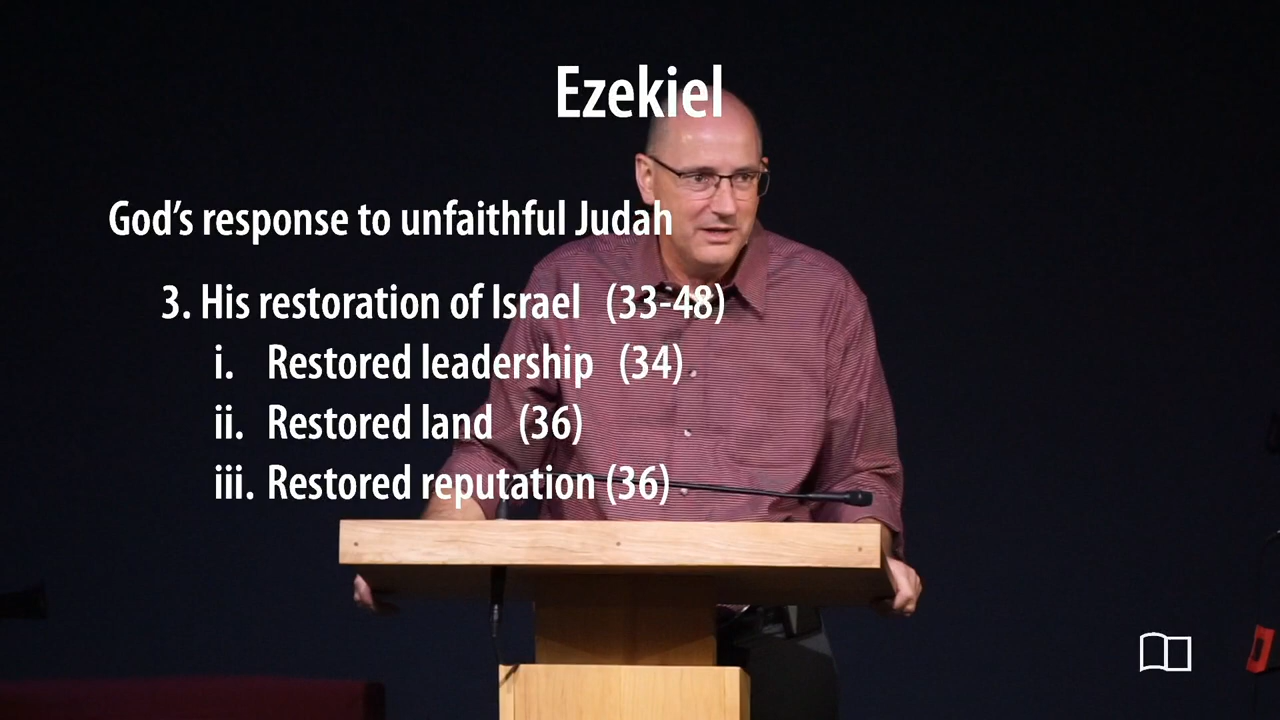 Ezekiel
God's response to unfaithful Judah
3. His restoration of Israel (33-48)
i. Restored leadership (34)
ii. Restored land (36)
iii. Restored reputation (36)